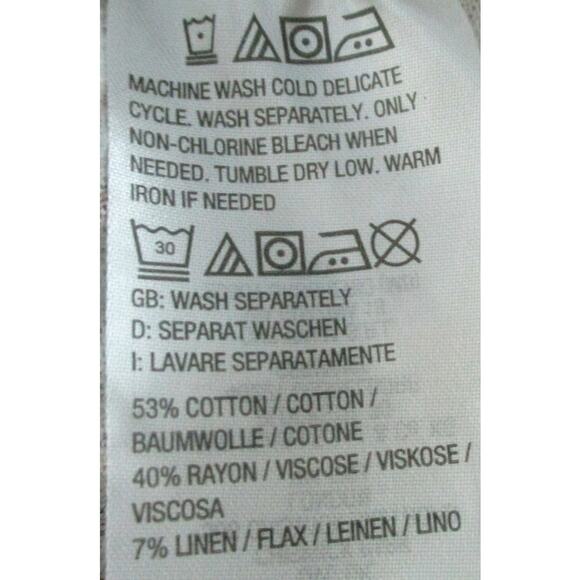 MACHINE WASH COLD DELICATE
CYCLE. WASH SEPARATELY. ONLY
NON-CHLORINE BLEACH WHEN
NEEDED. TUMBLE DRY LOW. WARM
IRON IF NEEDED
30
GB: WASH SEPARATELY
D: SEPARAT WASCHEN
I: LAVARE SEPARATAMENTE
53% COTTON / COTTON /
BAUMWOLLE / COTONE
40% RAYON / VISCOSE / VISKOSE /
VISCOSA
7% LINEN / FLAX / LEINEN / LINO